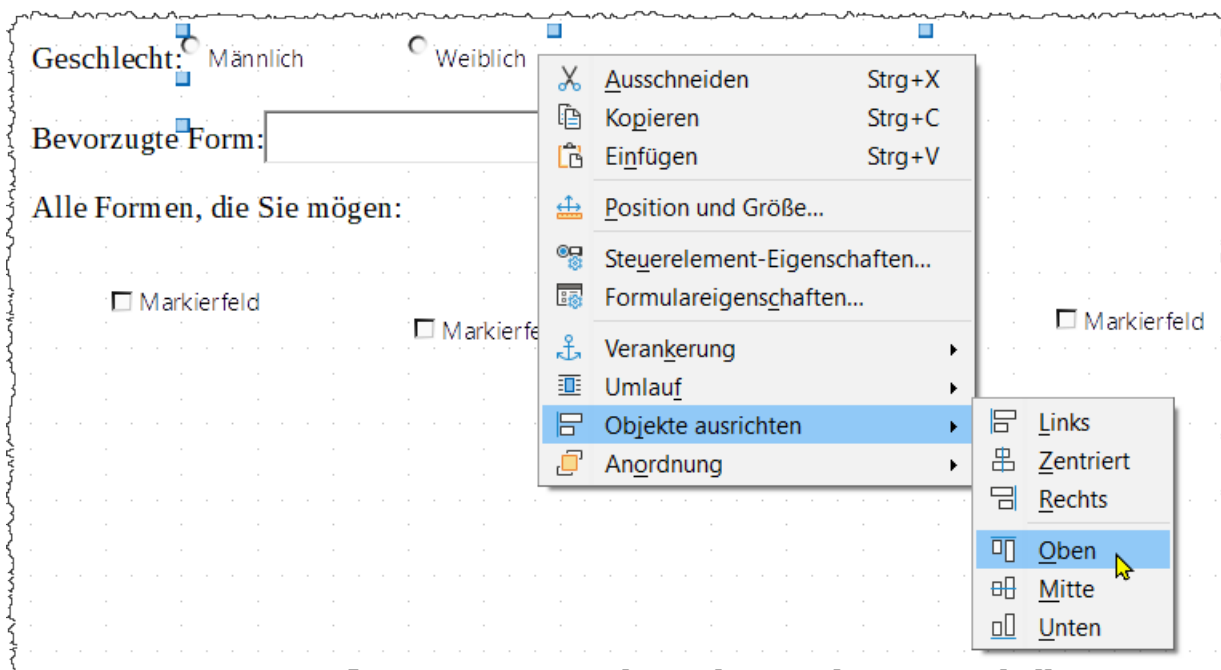 Geschlecht: Männlich Weiblich
Ausschneiden Strg+X
Kopieren Strg+C
Bevorzugte Form:
Einfügen Strg+V
Alle Formen, die Sie mögen:
Position und Größe...
Steuerelement-Eigenschaften...
Formulareigenschaften...
Markierfeld
Markierfe
Markierfeld
Verankerung
Umlauf
Objekte ausrichten
Anordnung
Links
Zentriert
Rechts
Oben
Mitte
Unten